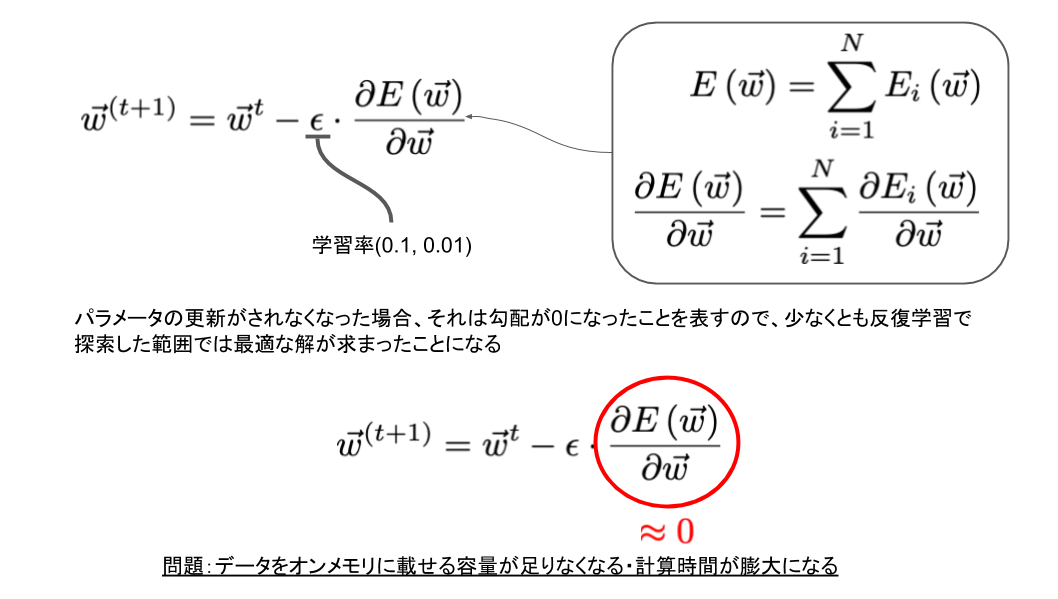 $\vec{w}^{(t+1)} = \vec{w}^{t} - \epsilon \cdot \frac{\partial E(\vec{w})}{\partial \vec{w}}$
学習率(0.1, 0.01)
$E(\vec{w}) = \sum_{i=1}^{N} E_i(\vec{w})$
$\frac{\partial E(\vec{w})}{\partial \vec{w}} = \sum_{i=1}^{N} \frac{\partial E_i(\vec{w})}{\partial \vec{w}}$
パラメータの更新がされなくなった場合、それは勾配が0になったことを表すので、少なくとも反復学習で
探索した範囲では最適な解が求まったことになる
$\vec{w}^{(t+1)} = \vec{w}^{t} - \epsilon \cdot \frac{\partial E(\vec{w})}{\partial \vec{w}}$
≈ 0
問題：データをオンメモリに載せる容量が足りなくなる・計算時間が膨大になる